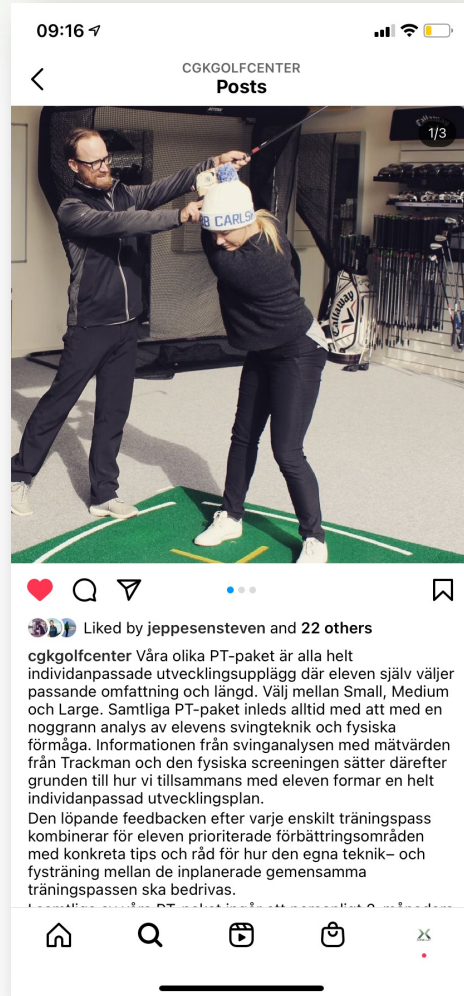 09:16
CGKGOLFCENTER
Posts
1/3
Callaway
B CARLS
Callaway
Liked by jeppesensteven and 22 others
cgkgolfcenter Våra olika PT-paket är alla helt
individanpassade utvecklingsupplägg där eleven själv väljer
passande omfattning och längd. Välj mellan Small, Medium
och Large. Samtliga PT-paket inleds alltid med att med en
noggrann analys av elevens svingteknik och fysiska
förmåga. Informationen från svinganalysen med mätvärden
från Trackman och den fysiska screeningen sätter därefter
grunden till hur vi tillsammans med eleven formar en helt
individanpassad utvecklingsplan.
Den löpande feedbacken efter varje enskilt träningspass
kombinerar för eleven prioriterade förbättringsområden
med konkreta tips och råd för hur den egna teknik– och
fysträning mellan de inplanerade gemensamma
träningspassen ska bedrivas.